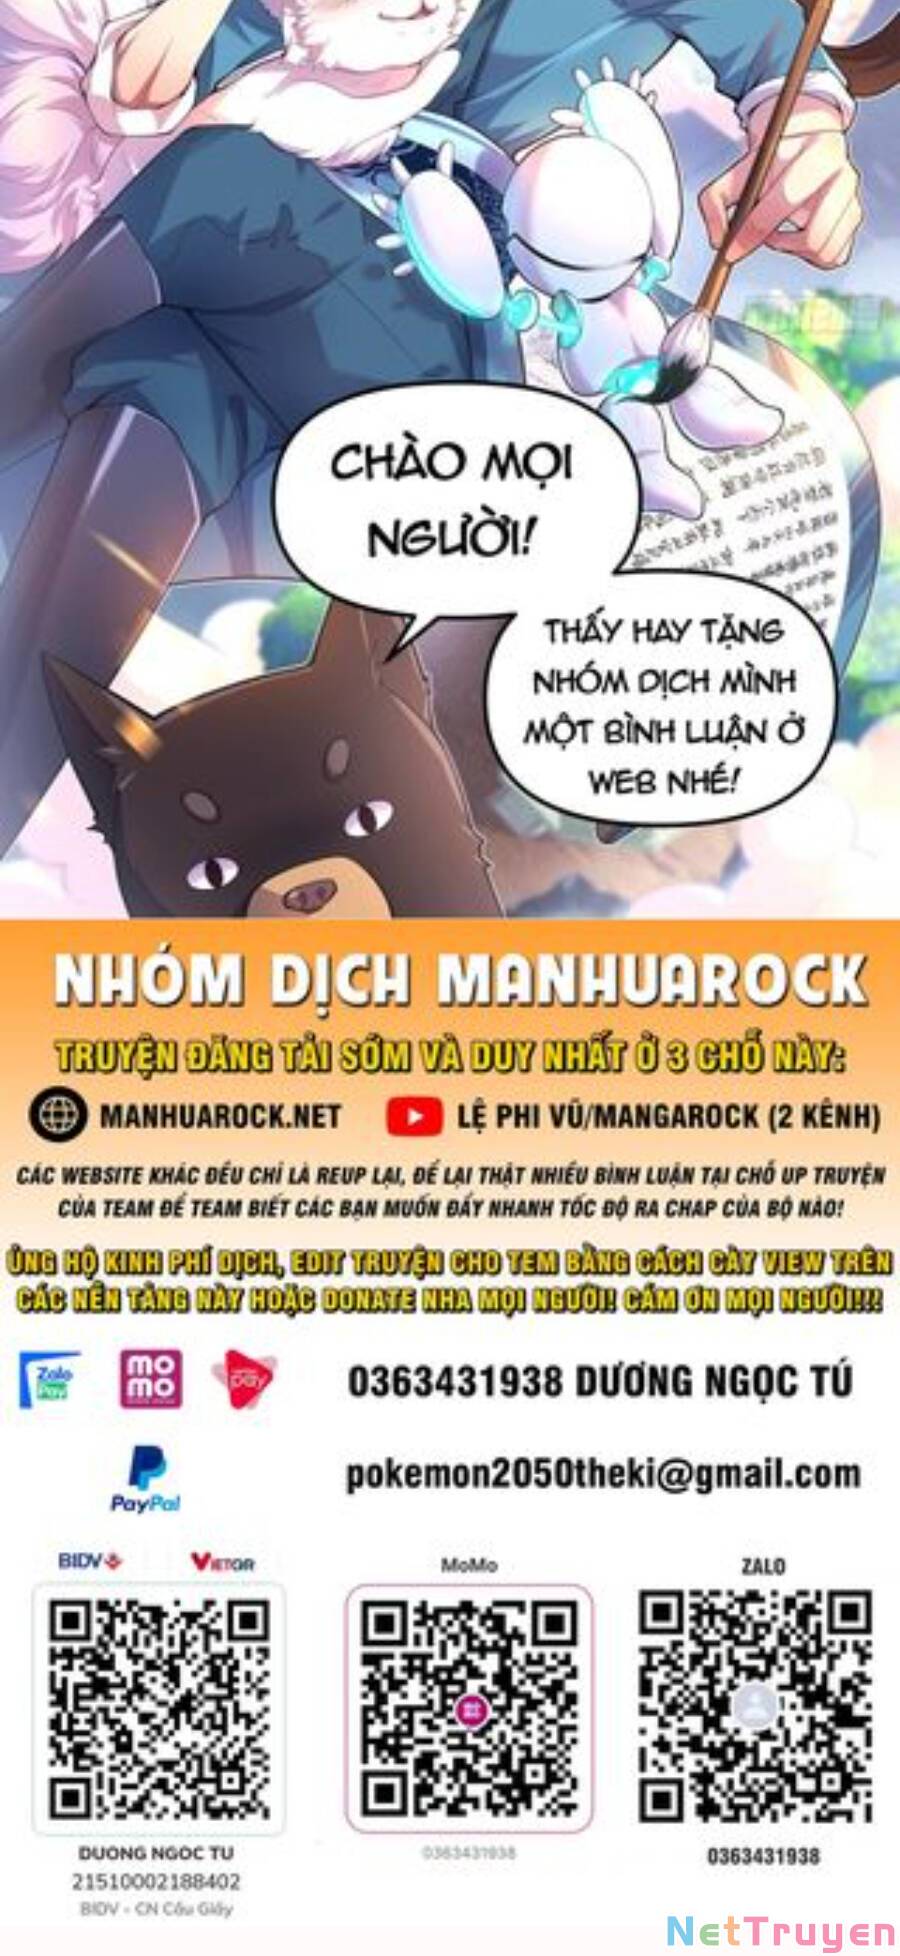 CHÀO MỌI
NGƯỜI!
THẤY HAY TẶNG
NHÓM DỊCH MÌNH
MỘT BÌNH LUẬN Ở
WEB NHÉ!
NHÓM DỊCH MANHUAROCK
TRUYỆN ĐĂNG TẢI SỚM VÀ DUY NHẤT Ở 3 CHỖ NÀY:
MANHUAROCK.NET
LỆ PHI VŨ/MANGAROCK (2 KÊNH)
CÁC WEBSITE KHÁC ĐỀU CHỈ LÀ REUP LẠI, ĐỂ LẠI THẬT NHIỀU BÌNH LUẬN TẠI CHỖ UP TRUYỆN
CỦA TEAM ĐỂ TEAM BIẾT CÁC BẠN MUỐN ĐẨY NHANH TỐC ĐỘ RA CHAP CỦA BỘ NÀO!
ỦNG HỘ KINH PHÍ DỊCH, EDIT TRUYỆN CHO TEM BẰNG CÁCH CÀY VIEW TRÊN
CÁC NỀN TẢNG NÀY HOẶC DONATE NHA MỌI NGƯỜI! CẢM ƠN MỌI NGƯỜI!!!
Zalo
Pay
mo
mo
pay
0363431938 DƯƠNG NGỌC TÚ
PayPal
pokemon2050theki@gmail.com
BIDV VIETQR
MoMo
ZALO
DUONG NGOC TU
21510002188402
BIDV - CN Cầu Giấy
0363431938
0363431938
NetTruyen